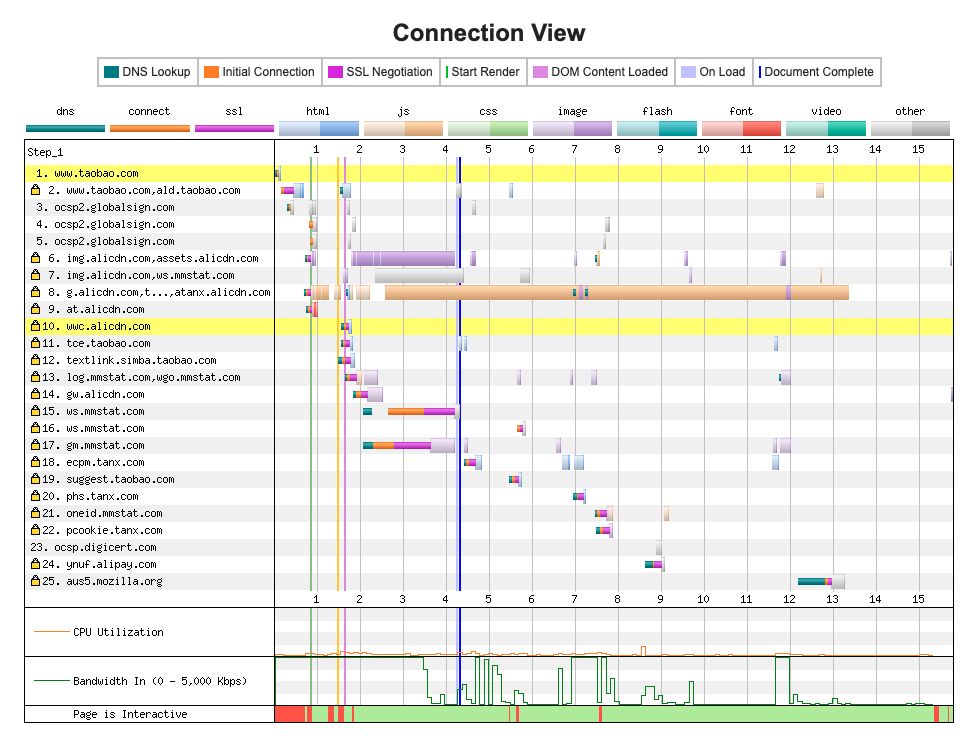 Connection View
DNS Lookup Initial Connection SSL Negotiation Start Render DOM Content Loaded On Load Document Complete
dns connect ssl html js css image flash font video other
Step_1 1 2 3 4 5 6 7 8 9 10 11 12 13 14 15
1. www.taobao.com
2. www.taobao.com,ald.taobao.com
3. ocsp2.globalsign.com
4. ocsp2.globalsign.com
5. ocsp2.globalsign.com
6. img.alicdn.com,assets.alicdn.com
7. img.alicdn.com,ws.mmstat.com
8. g.alicdn.com,t...,atanx.alicdn.com
9. at.alicdn.com
10. wwc.alicdn.com
11. tce.taobao.com
12. textlink.simba.taobao.com
13. log.mmstat.com,wgo.mmstat.com
14. gw.alicdn.com
15. ws.mmstat.com
16. ws.mmstat.com
17. gm.mmstat.com
18. ecpm.tanx.com
19. suggest.taobao.com
20. phs.tanx.com
21. oneid.mmstat.com
22. pcookie.tanx.com
23. ocsp.digicert.com
24. ynuf.alipay.com
25. aus5.mozilla.org
1 2 3 4 5 6 7 8 9 10 11 12 13 14 15
CPU Utilization
Bandwidth In (0 - 5,000 Kbps)
Page is Interactive